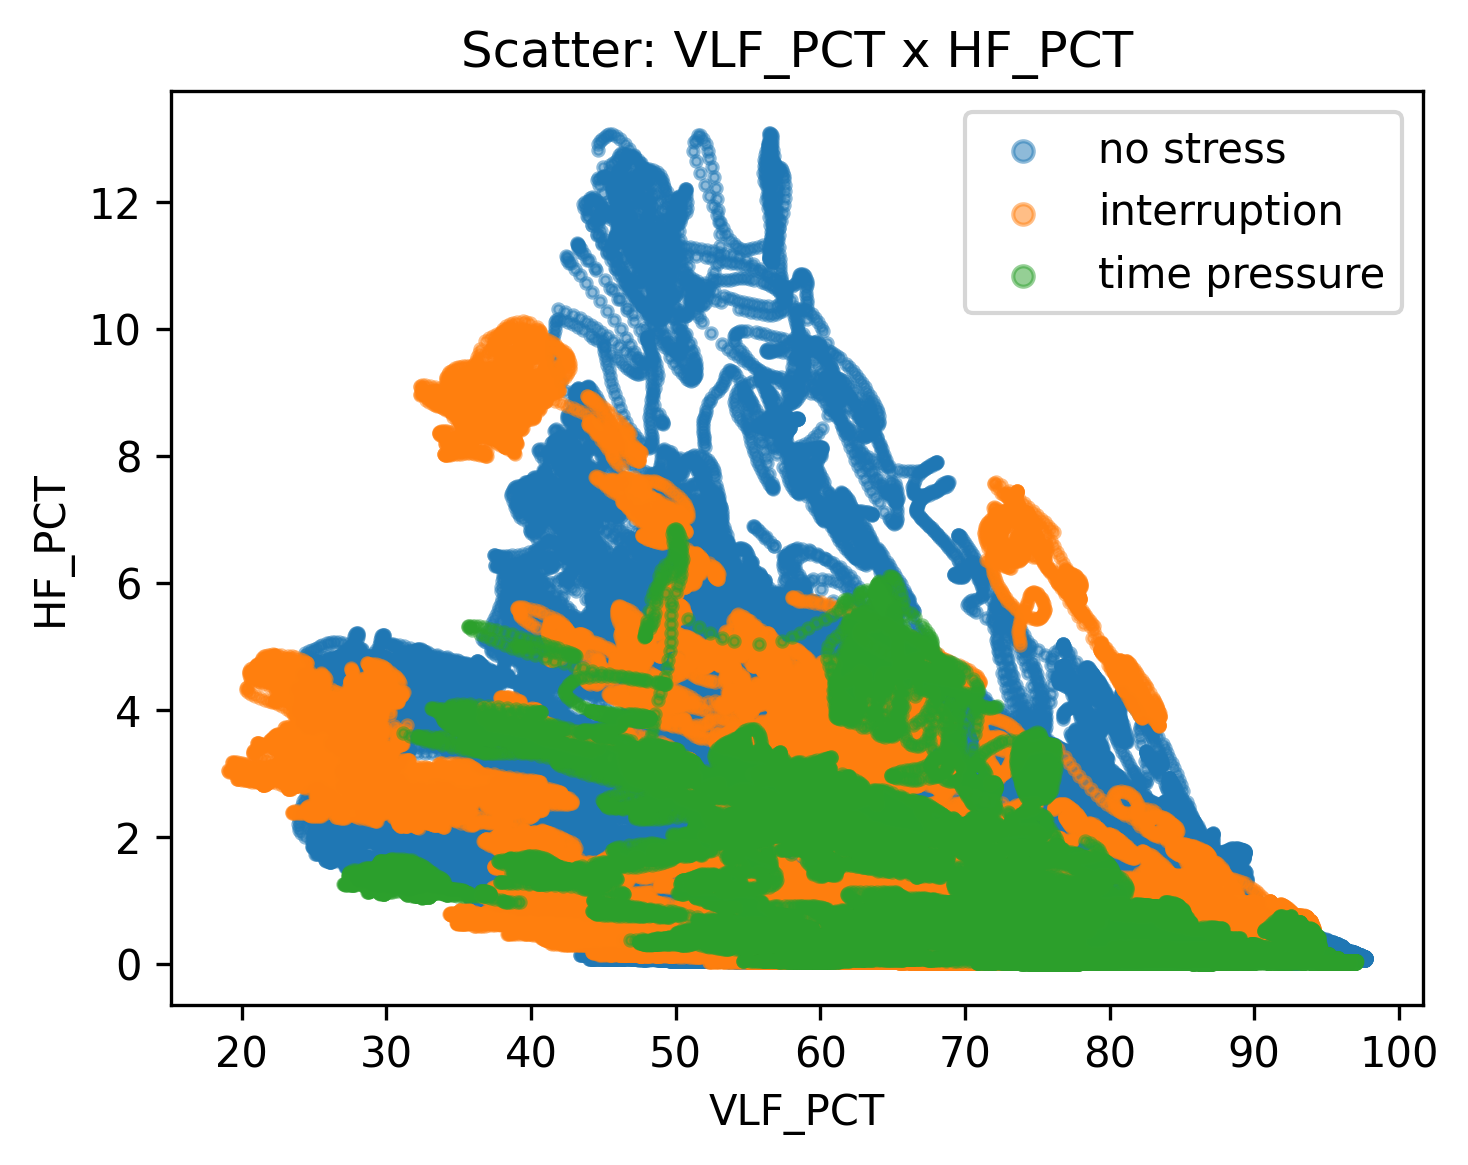 Scatter: VLF_PCT x HF_PCT
no stress
interruption
time pressure
HF_PCT
12
10
8
6
4
2
0
20 30 40 50 60 70 80 90 100
VLF_PCT